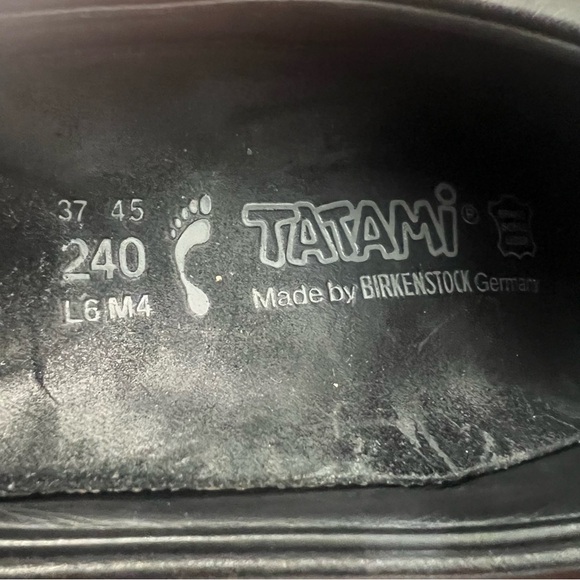 37 45
240
L6 M4
TATAMi®
Made by BIRKENSTOCK Germany